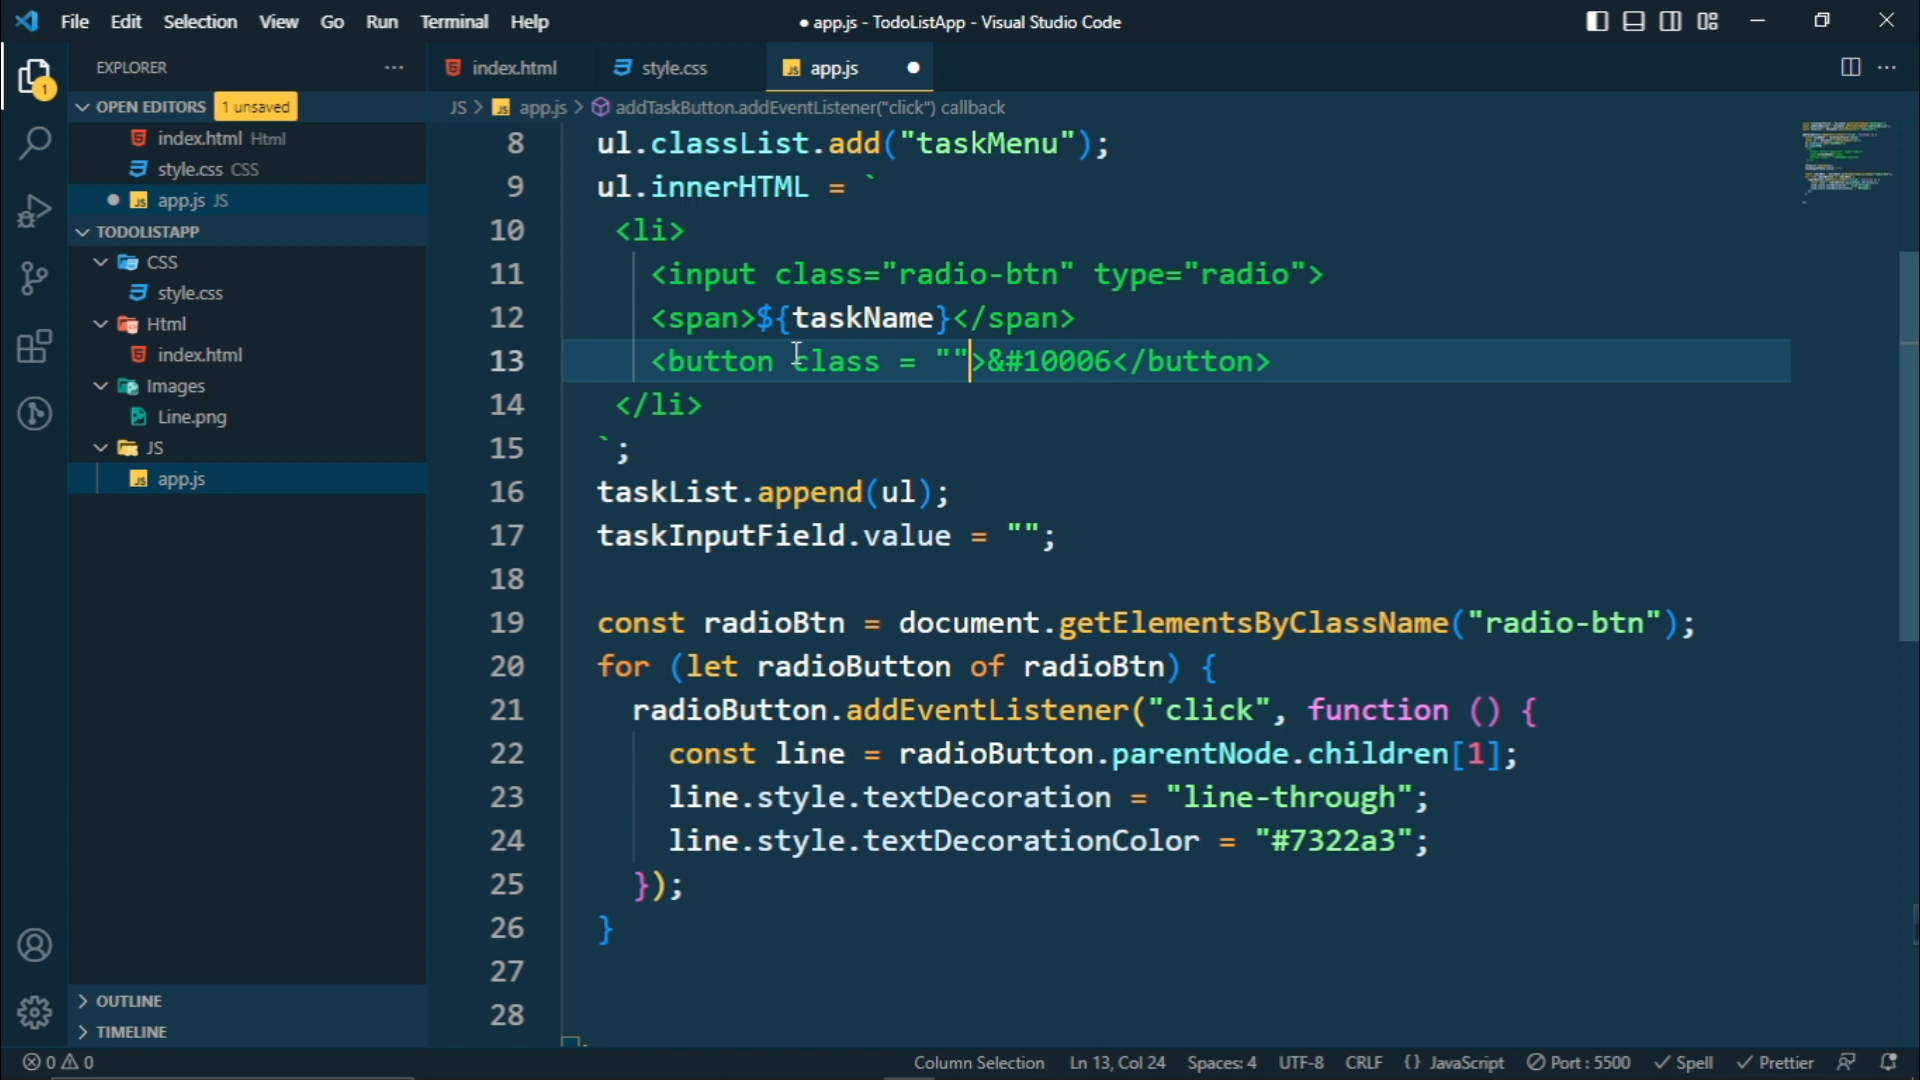 File Edit Selection View Go Run Terminal Help
● app.js - TodoListApp - Visual Studio Code
EXPLORER
index.html
style.css
app.js
OPEN EDITORS 1 unsaved
JS > app.js > addTaskButton.addEventListener("click") callback
1
index.html Html
style.css CSS
app.js JS
TODOLISTAPP
CSS
style.css
Html
index.html
Images
Line.png
JS
app.js
OUTLINE
TIMELINE
8 ul.classList.add("taskMenu");
9 ul.innerHTML = `
10 <li>
11 <input class="radio-btn" type="radio">
12 <span>${taskName}</span>
13 <button class = "">&#10006</button>
14 </li>
15 `;
16 taskList.append(ul);
17 taskInputField.value = "";
18
19 const radioBtn = document.getElementsByClassName("radio-btn");
20 for (let radioButton of radioBtn) {
21 radioButton.addEventListener("click", function () {
22 const line = radioButton.parentNode.children[1];
23 line.style.textDecoration = "line-through";
24 line.style.textDecorationColor = "#7322a3";
25 });
26 }
27
28
0 0 Column Selection Ln 13, Col 24 Spaces: 4 UTF-8 CRLF {} JavaScript Port : 5500 Spell Prettier